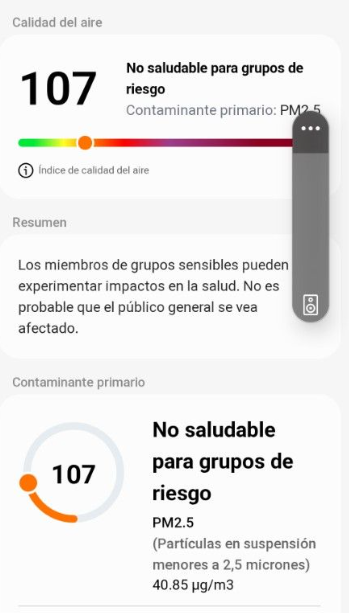 Calidad del aire
107
No saludable para grupos de
riesgo
Contaminante primario: PM2.5
Índice de calidad del aire
Resumen
Los miembros de grupos sensibles pueden
experimentar impactos en la salud. No es
probable que el público general se vea
afectado.
Contaminante primario
107
No saludable
para grupos de
riesgo
PM2.5
(Partículas en suspensión
menores a 2,5 micrones)
40.85 µg/m3